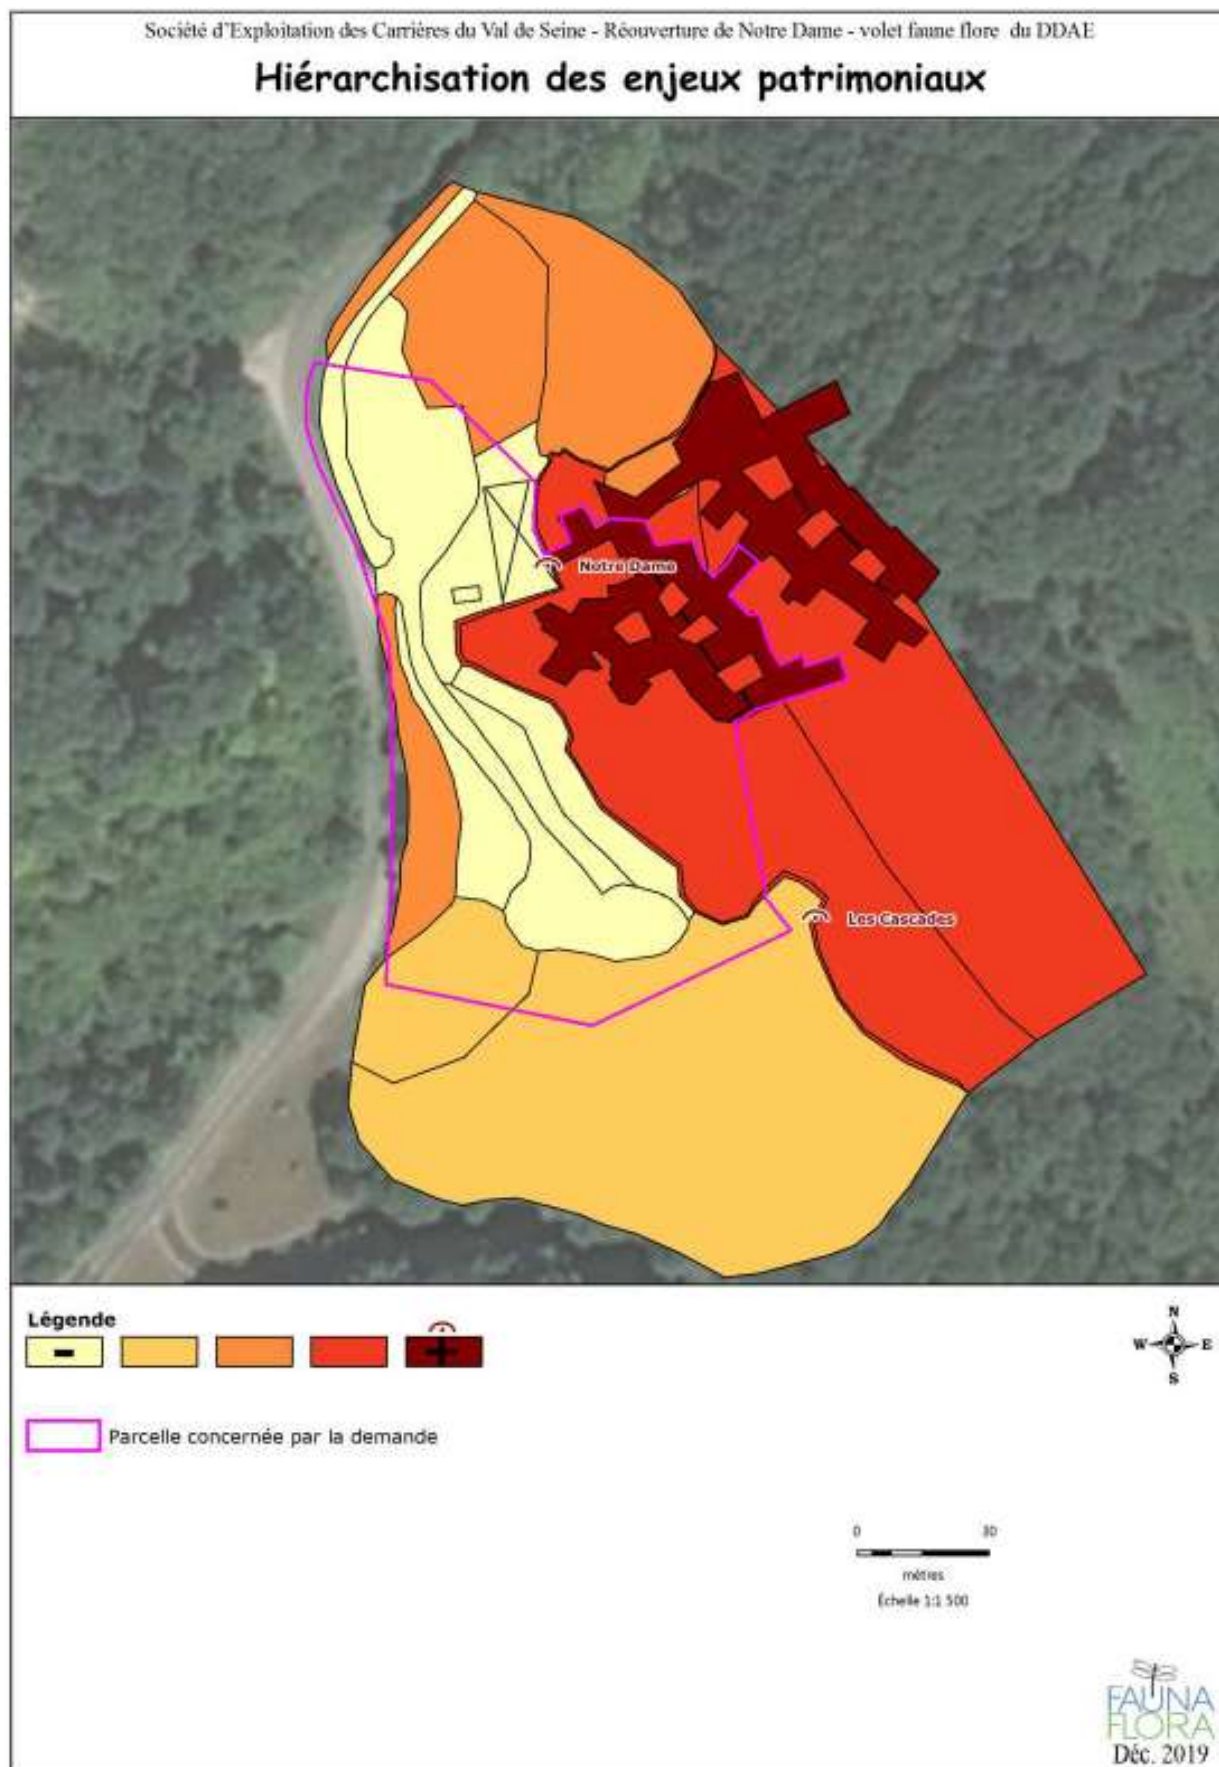 Société d'Exploitation des Carrières du Val de Seine - Réouverture de Notre Dame - volet faune flore du DDAE
Hiérarchisation des enjeux patrimoniaux
Notre Dame
Les Cascades
Légende
-
+
N
W E
S
Parcelle concernée par la demande
0 30
mètres
Échelle 1:1 500
FAUNA
FLORA
Déc. 2019